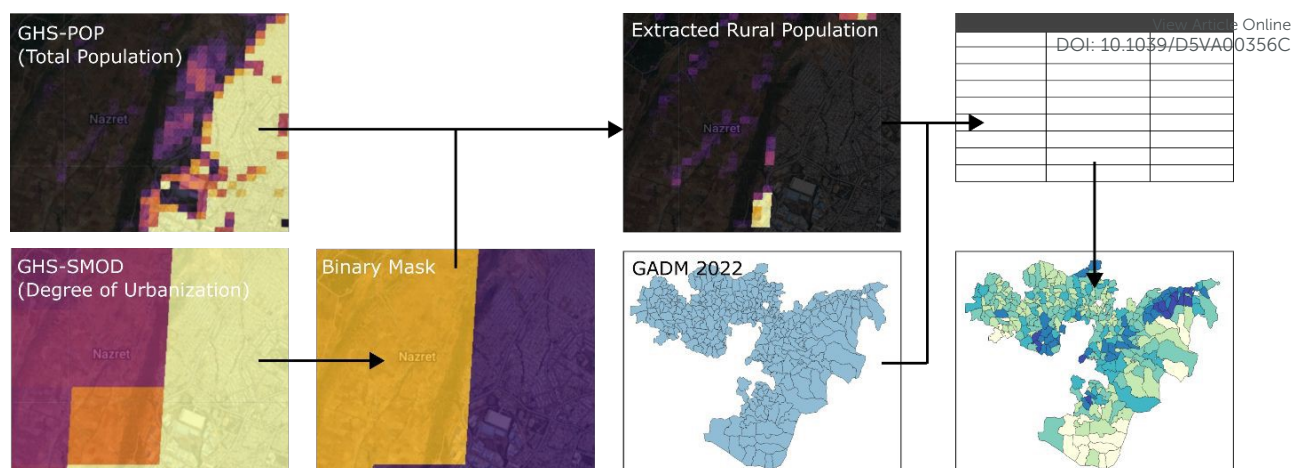 GHS-POP
(Total Population)
Nazret
Extracted Rural Population
Nazret
View Article Online
DOI: 10.1039/D5VA00356C
GHS-SMOD
(Degree of Urbanization)
Nazret
Binary Mask
Nazret
GADM 2022